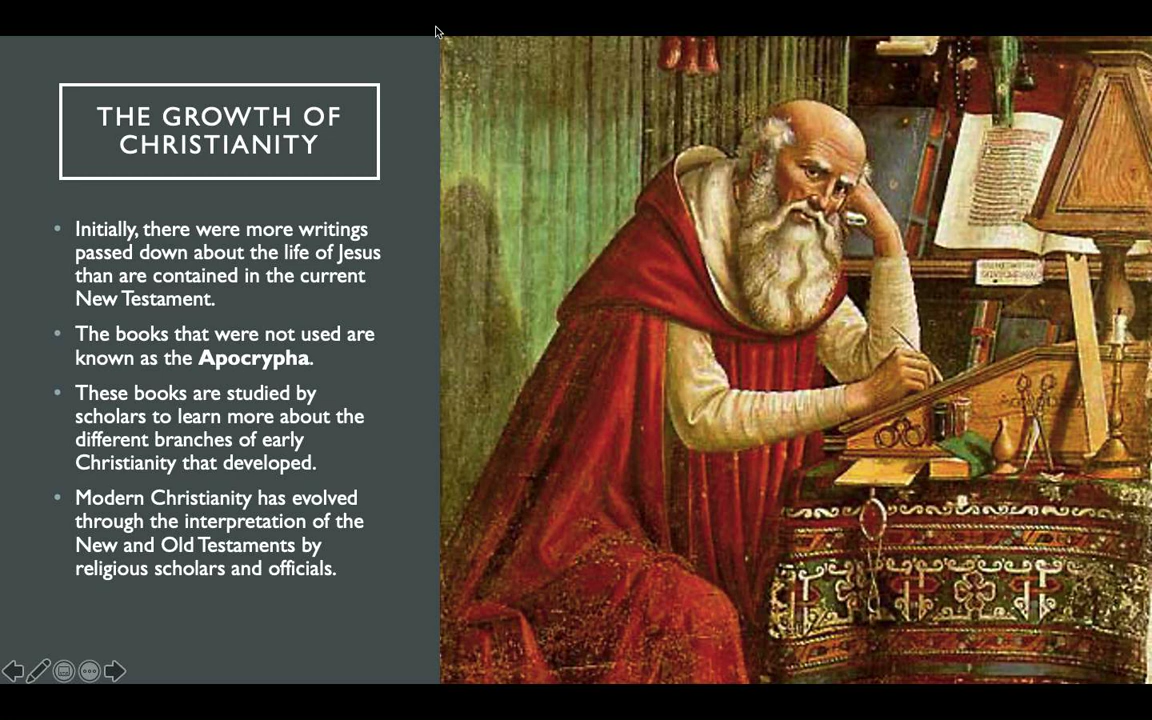 THE GROWTH OF
CHRISTIANITY
• Initially, there were more writings
passed down about the life of Jesus
than are contained in the current
New Testament.
• The books that were not used are
known as the Apocrypha.
• These books are studied by
scholars to learn more about the
different branches of early
Christianity that developed.
• Modern Christianity has evolved
through the interpretation of the
New and Old Testaments by
religious scholars and officials.